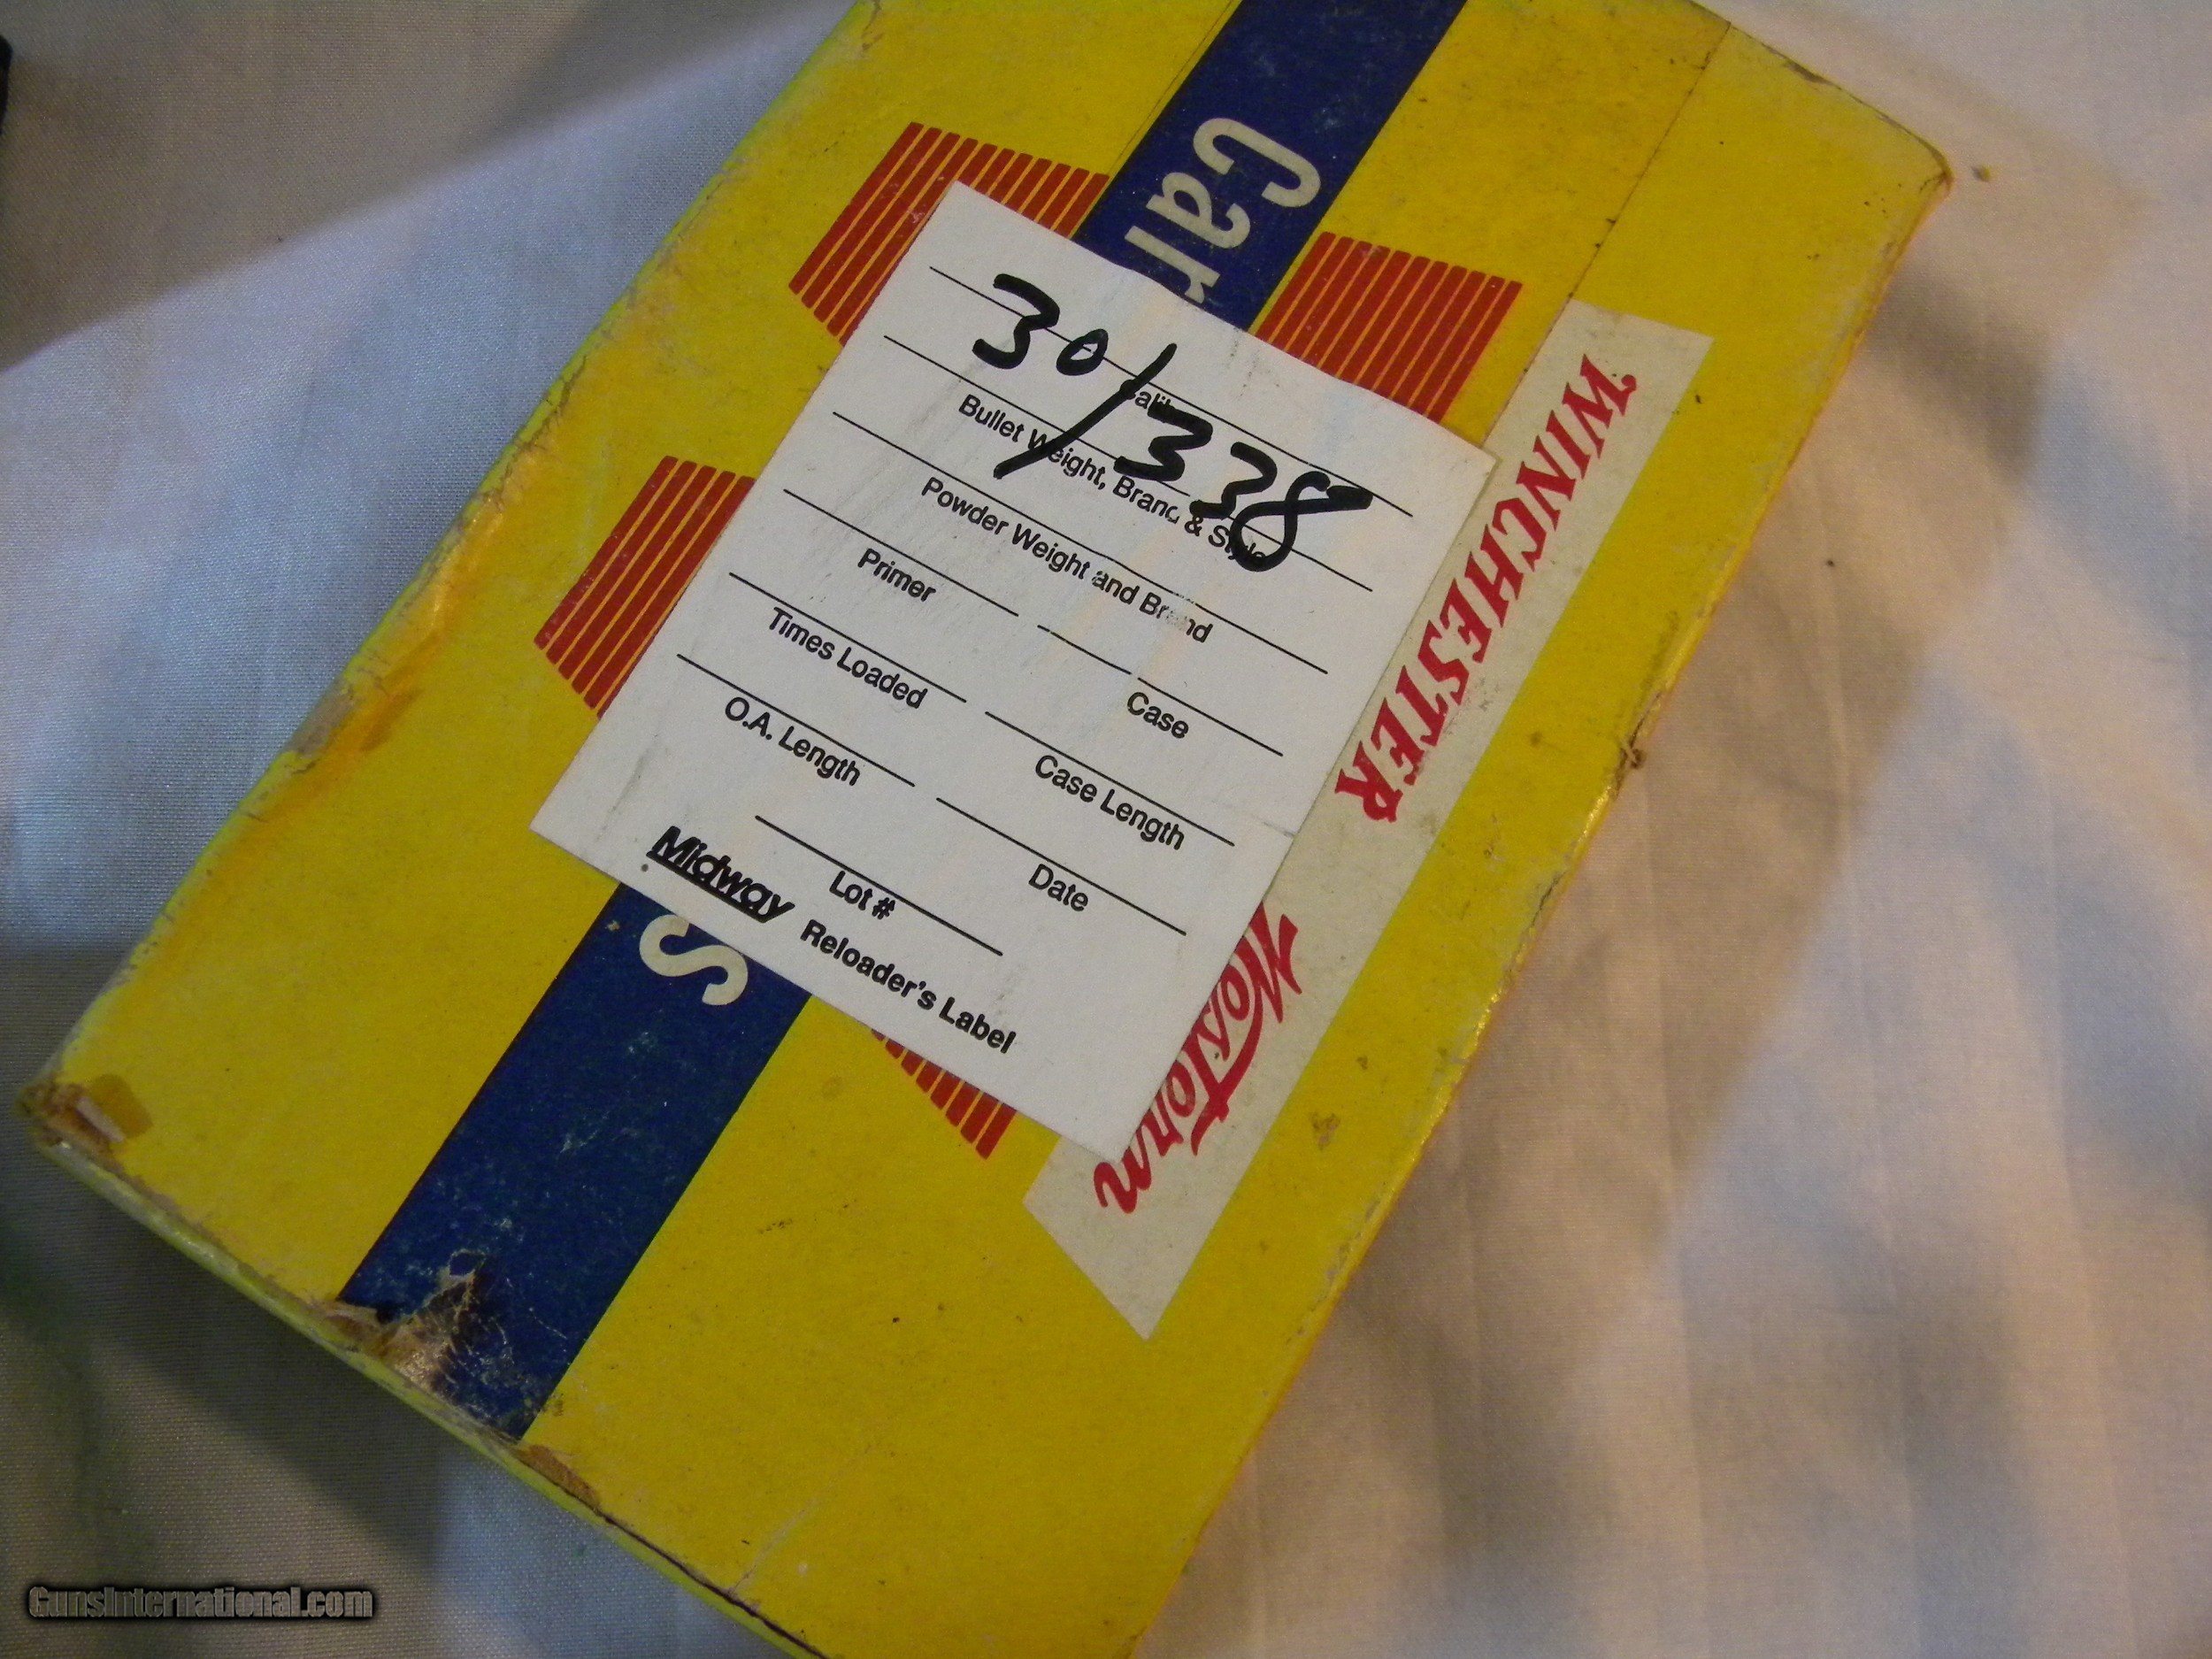 Car
30/338
Bullet Weight, Brand & Style
Powder Weight and Brand
Primer
Case
Times Loaded
Case Length
O.A. Length
Date
Lot #
Midway Reloader's Label
s
WINCHESTER
Western
GunsInternational.com